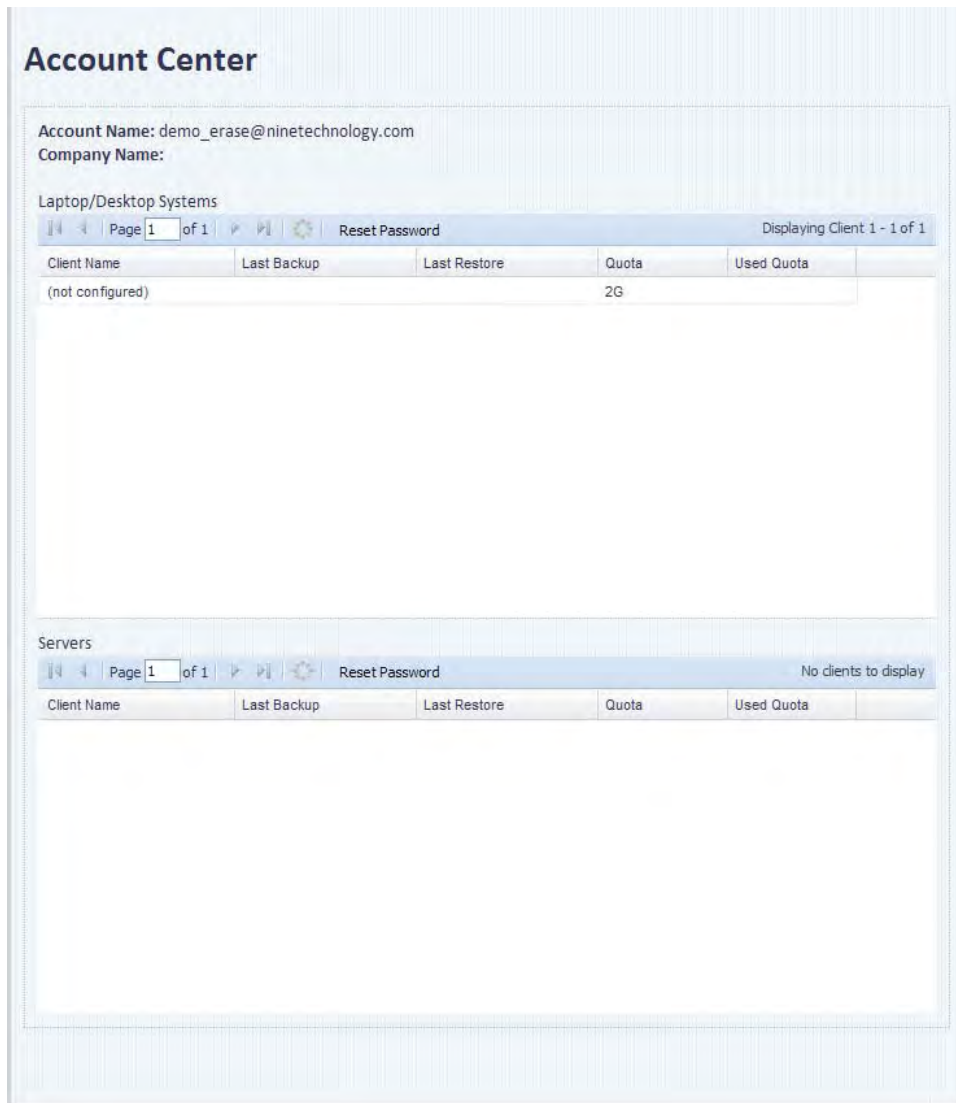 Account Center
Account Name: demo_erase@ninetechnology.com
Company Name:
Laptop/Desktop Systems
Page 1 of 1 Reset Password Displaying Client 1 - 1 of 1
Client Name Last Backup Last Restore Quota Used Quota
(not configured) 2G
Servers
Page 1 of 1 Reset Password No clients to display
Client Name Last Backup Last Restore Quota Used Quota